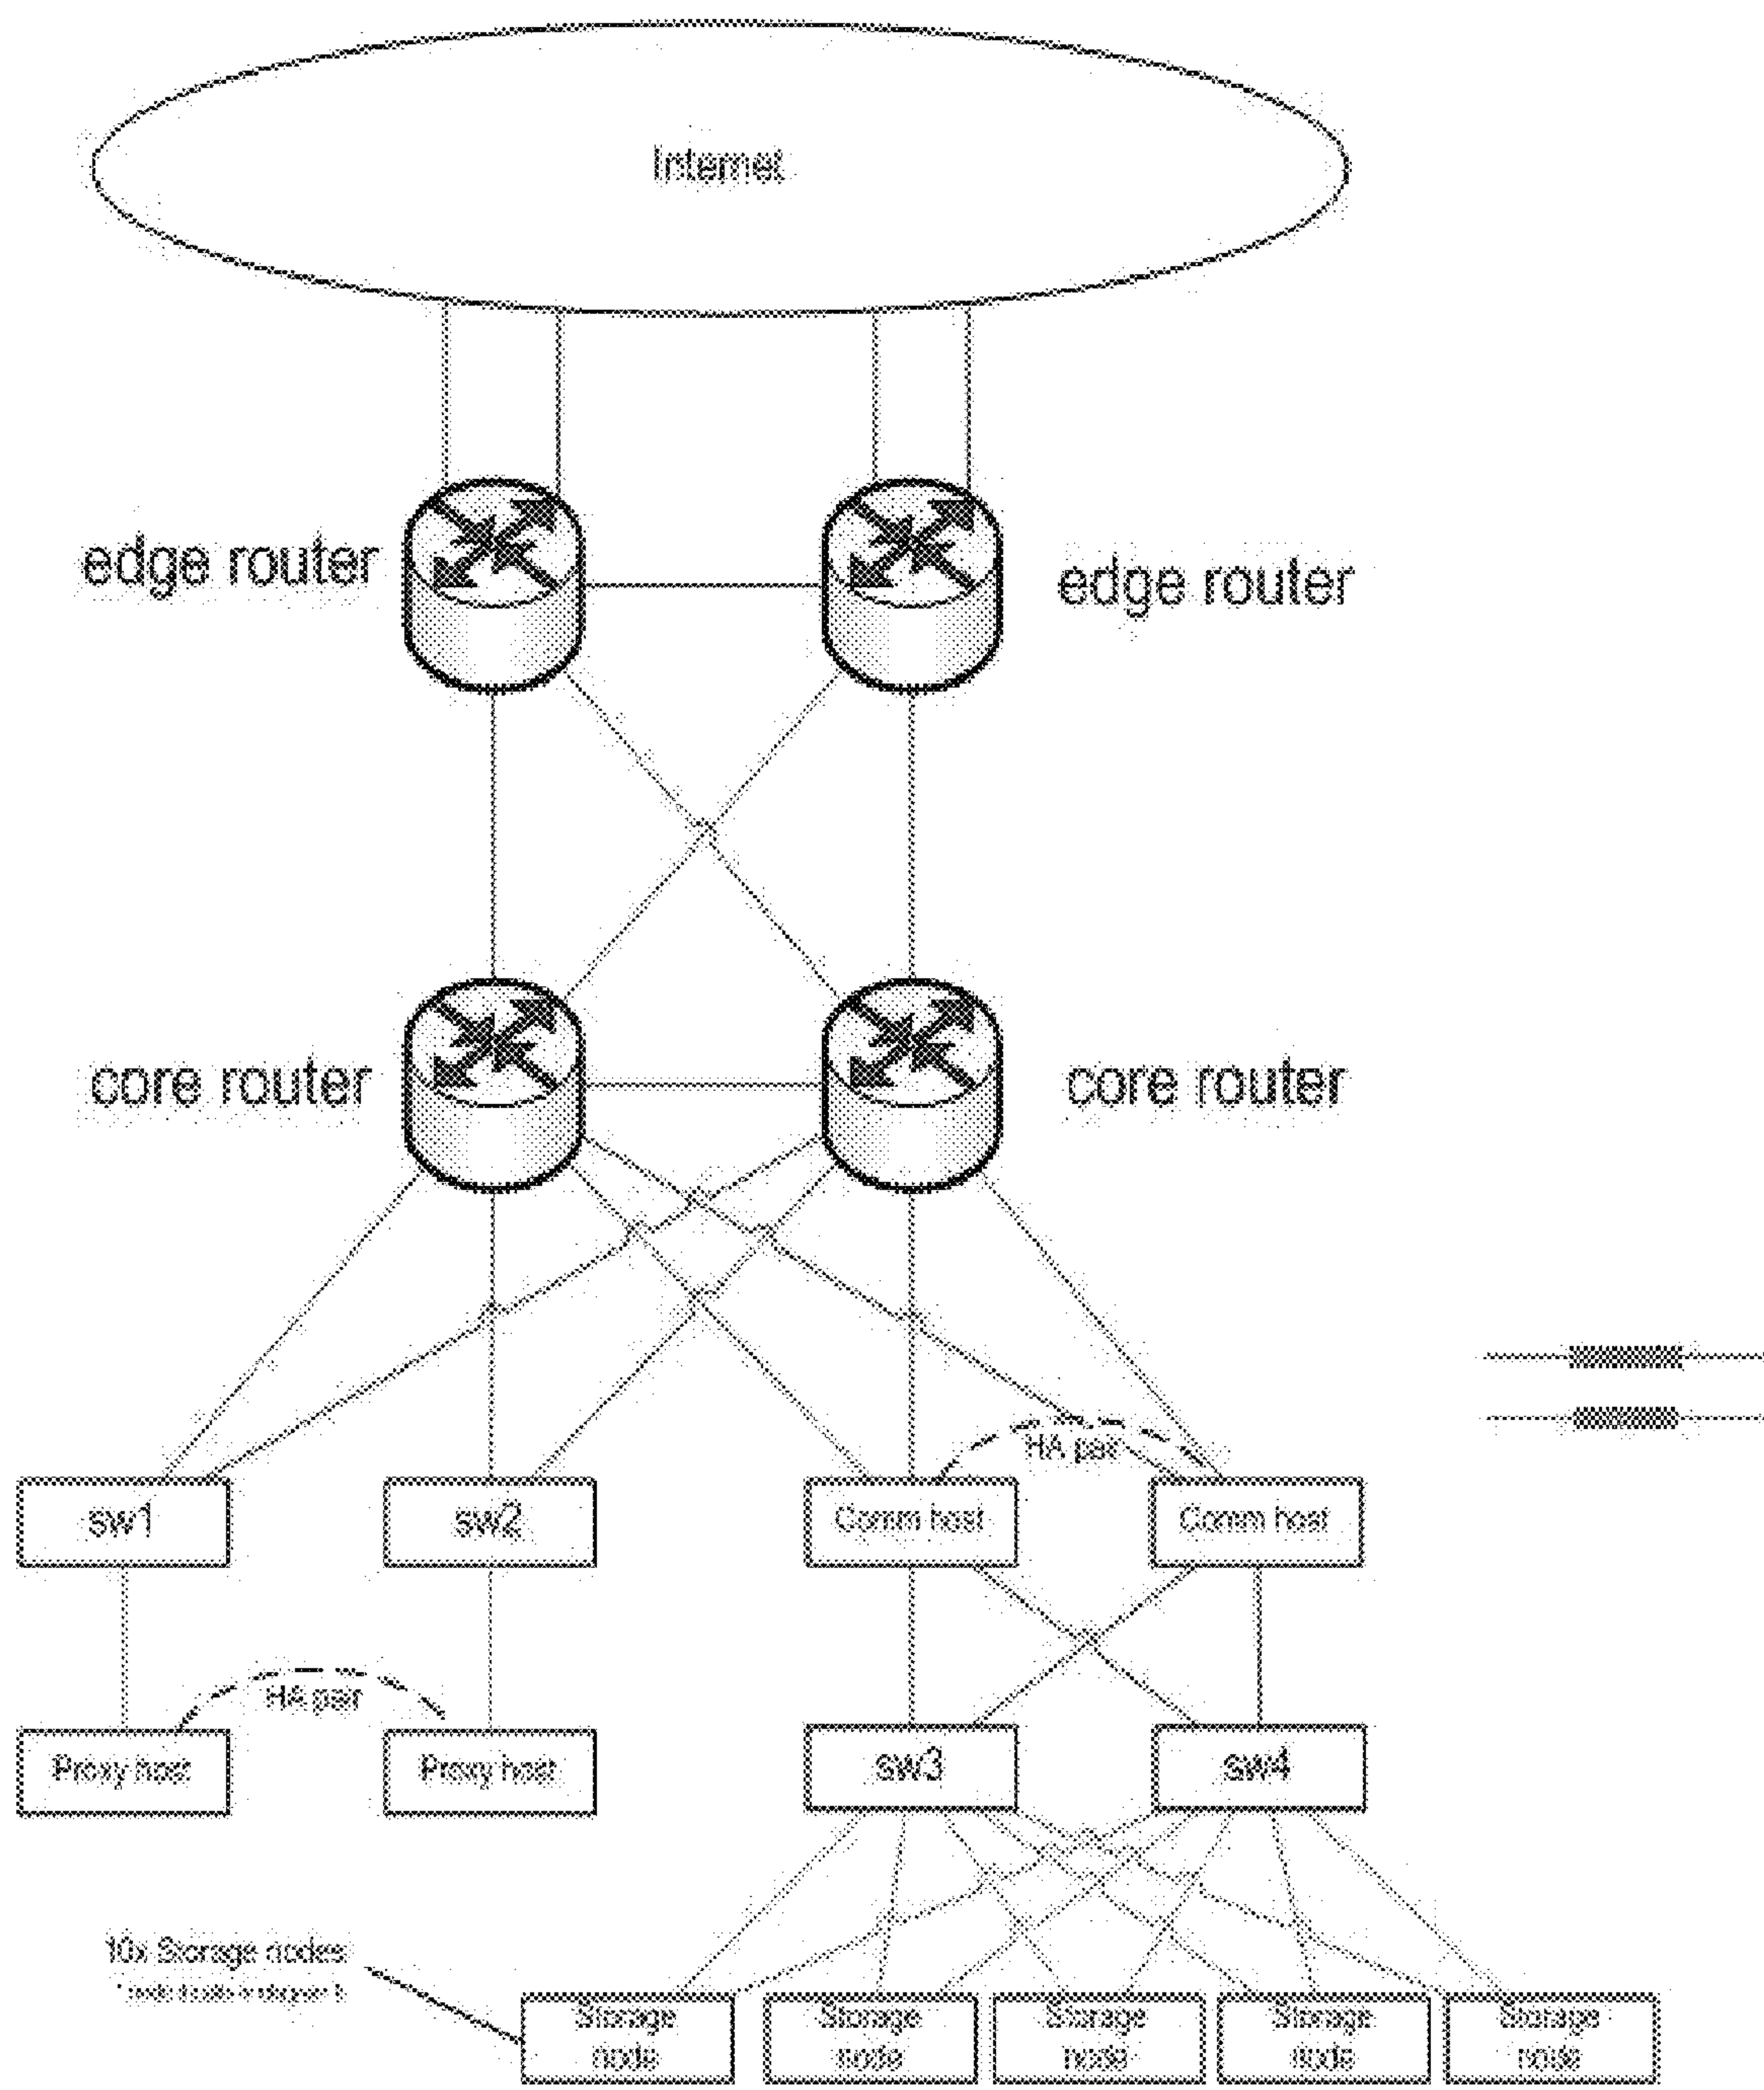 Internet
edge router
edge router
core router
core router
HA pair
sw1
sw2
Comm host
Comm host
HA pair
Proxy host
Proxy host
sw3
sw4
10x Storage nodes
Storage
node
Storage
node
Storage
node
Storage
node
Storage
node